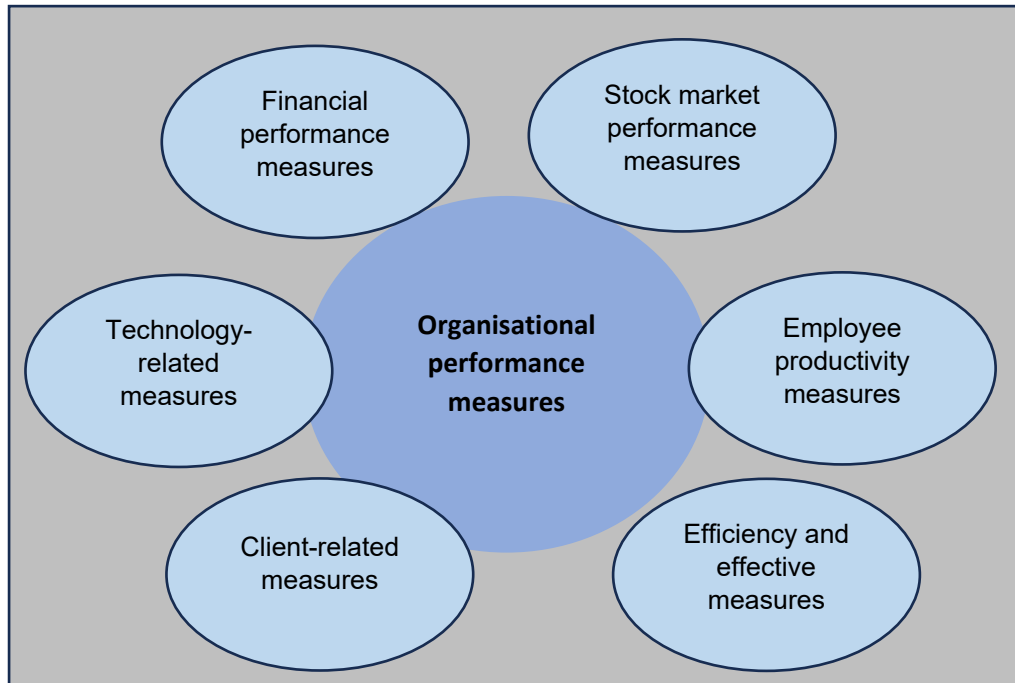 Financial
performance
measures
Stock market
performance
measures
Technology-
related
measures
Organisational
performance
measures
Employee
productivity
measures
Client-related
measures
Efficiency and
effective
measures